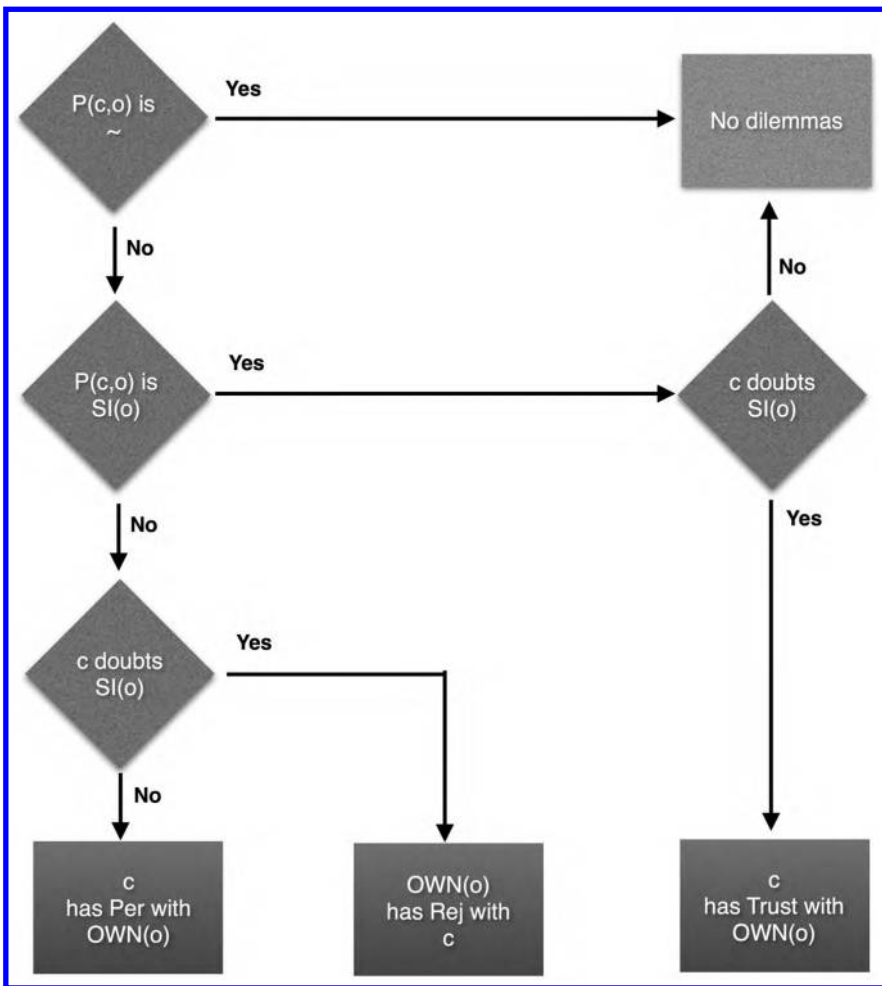 P(c,o) is
~
Yes
No dilemmas
No
No
P(c,o) is
SI(o)
Yes
c doubts
SI(o)
No
Yes
c doubts
SI(o)
Yes
No
c
has Per with
OWN(o)
OWN(o)
has Rej with
c
c
has Trust with
OWN(o)